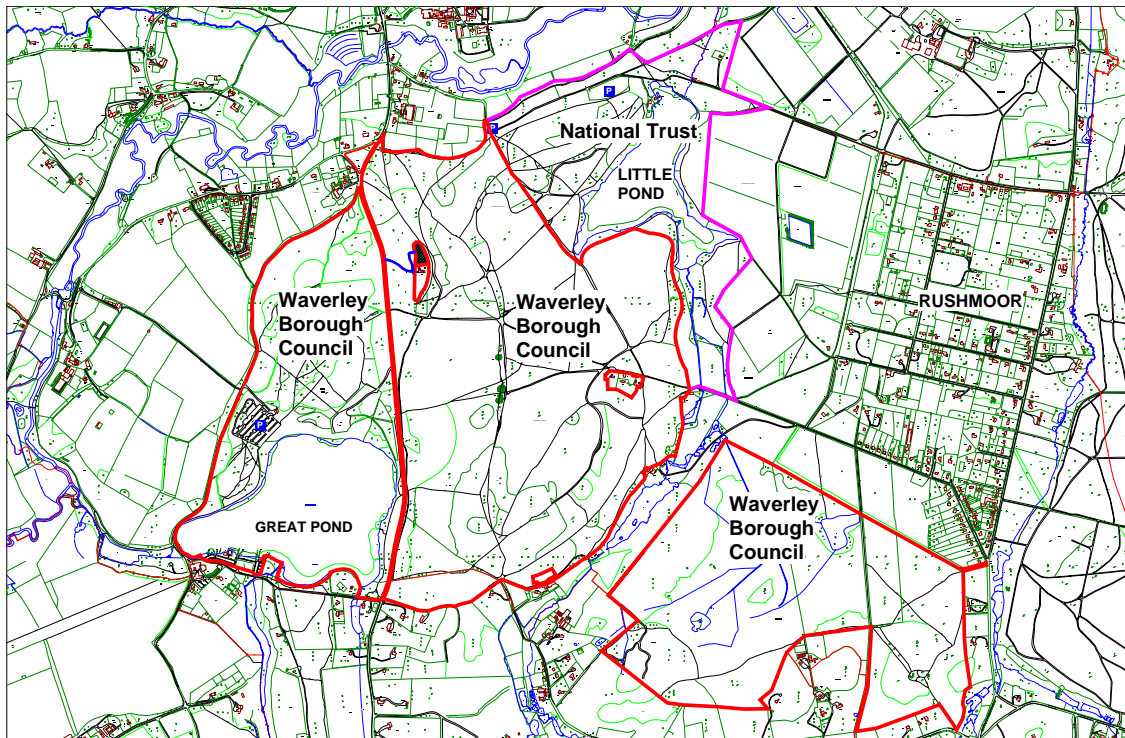 P
P
National Trust
LITTLE
POND
Waverley
Borough
Council
Waverley
Borough
Council
RUSHMOOR
P
GREAT POND
Waverley
Borough
Council